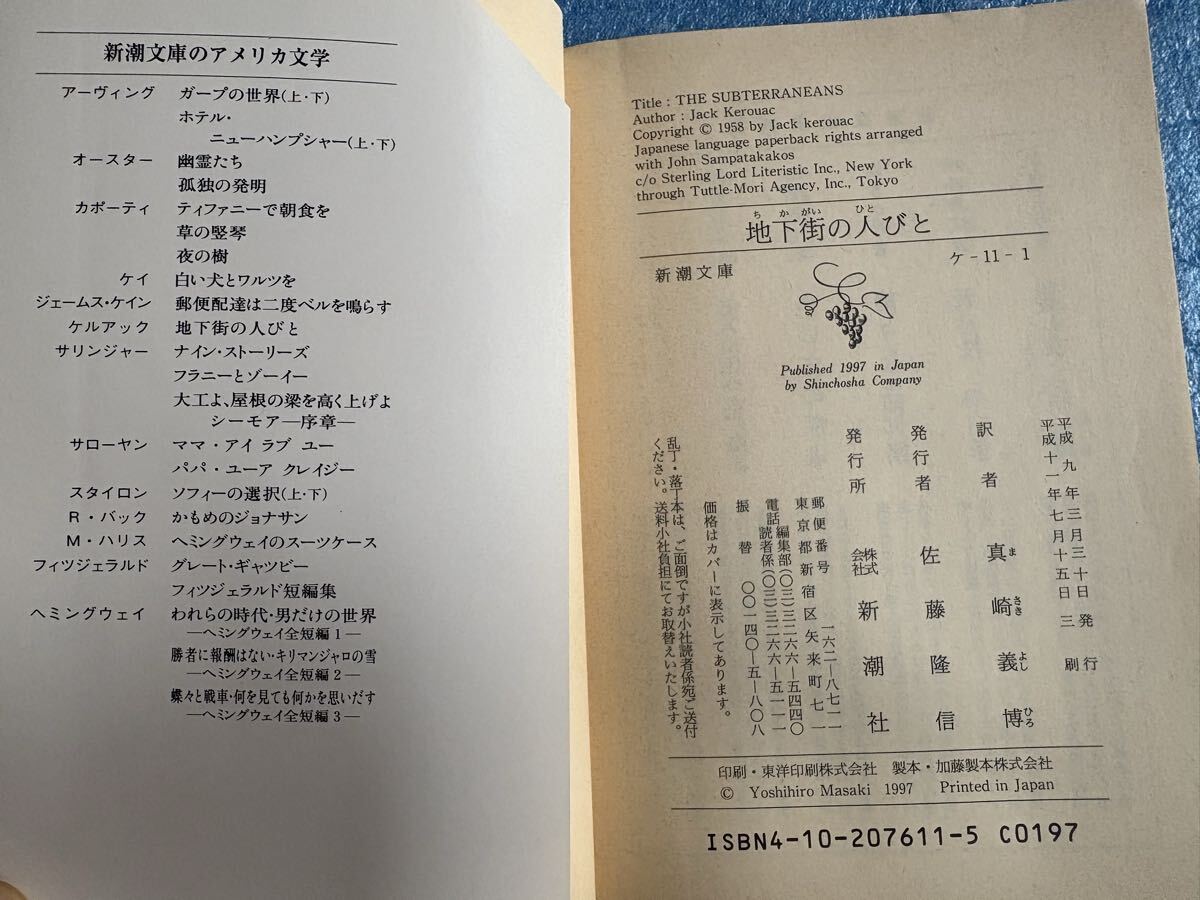 新潮文庫のアメリカ文学
アーヴィング ガープの世界(上・下)
ホテル・
ニューハンプシャー(上・下)
オースター 幽霊たち
孤独の発明
カポーティ ティファニーで朝食を
草の竪琴
夜の樹
ケイ 白い犬とワルツを
ジェームス・ケイン 郵便配達は二度ベルを鳴らす
ケルアック 地下街の人びと
サリンジャー ナイン・ストーリーズ
フラニーとゾーイー
大工よ、屋根の梁を高く上げよ
シーモア―序章―
サローヤン ママ・アイ ラブ ユー
パパ・ユーア クレイジー
スタイロン ソフィーの選択(上・下)
R・バック かもめのジョナサン
M・ハリス ヘミングウェイのスーツケース
フィツジェラルド グレート・ギャツビー
フィツジェラルド短編集
ヘミングウェイ われらの時代・男だけの世界
―ヘミングウェイ全短編1―
勝者に報酬はない・キリマンジャロの雪
―ヘミングウェイ全短編2―
蝶々と戦車・何を見ても何かを思いだす
―ヘミングウェイ全短編3―
Title : THE SUBTERRANEANS
Author : Jack Kerouac
Copyright © 1958 by Jack kerouac
Japanese language paperback rights arranged
with John Sampatakakos
c/o Sterling Lord Literistic Inc., New York
through Tuttle-Mori Agency, Inc., Tokyo
ちかがい ひと
地下街の人びと
新潮文庫 ケ-11-1
Published 1997 in Japan
by Shinchosha Company
平成九年三月三十日発行
平成十一年七月十五日三刷
訳者 真崎義博
まさきよしひろ
発行者 佐藤隆信
発行所 株式会社 新潮社
郵便番号 一六二―八七一一
東京都新宿区矢来町七一
電話 編集部(〇三)三二六六―五四四〇
読者係(〇三)三二六六―五一一一
振替 〇〇一四〇―五―八〇八
価格はカバーに表示してあります。
乱丁・落丁本は、ご面倒ですが小社読者係宛ご送付
ください。送料小社負担にてお取替えいたします。
印刷・東洋印刷株式会社 製本・加藤製本株式会社
© Yoshihiro Masaki 1997 Printed in Japan
ISBN4-10-207611-5 C0197